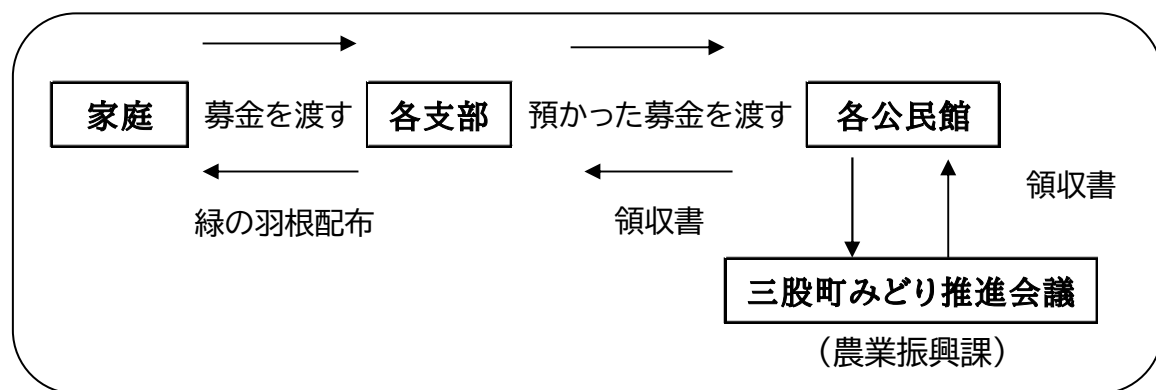 家庭 募金を渡す 各支部 預かった募金を渡す 各公民館
緑の羽根配布 領収書 領収書
三股町みどり推進会議
（農業振興課）